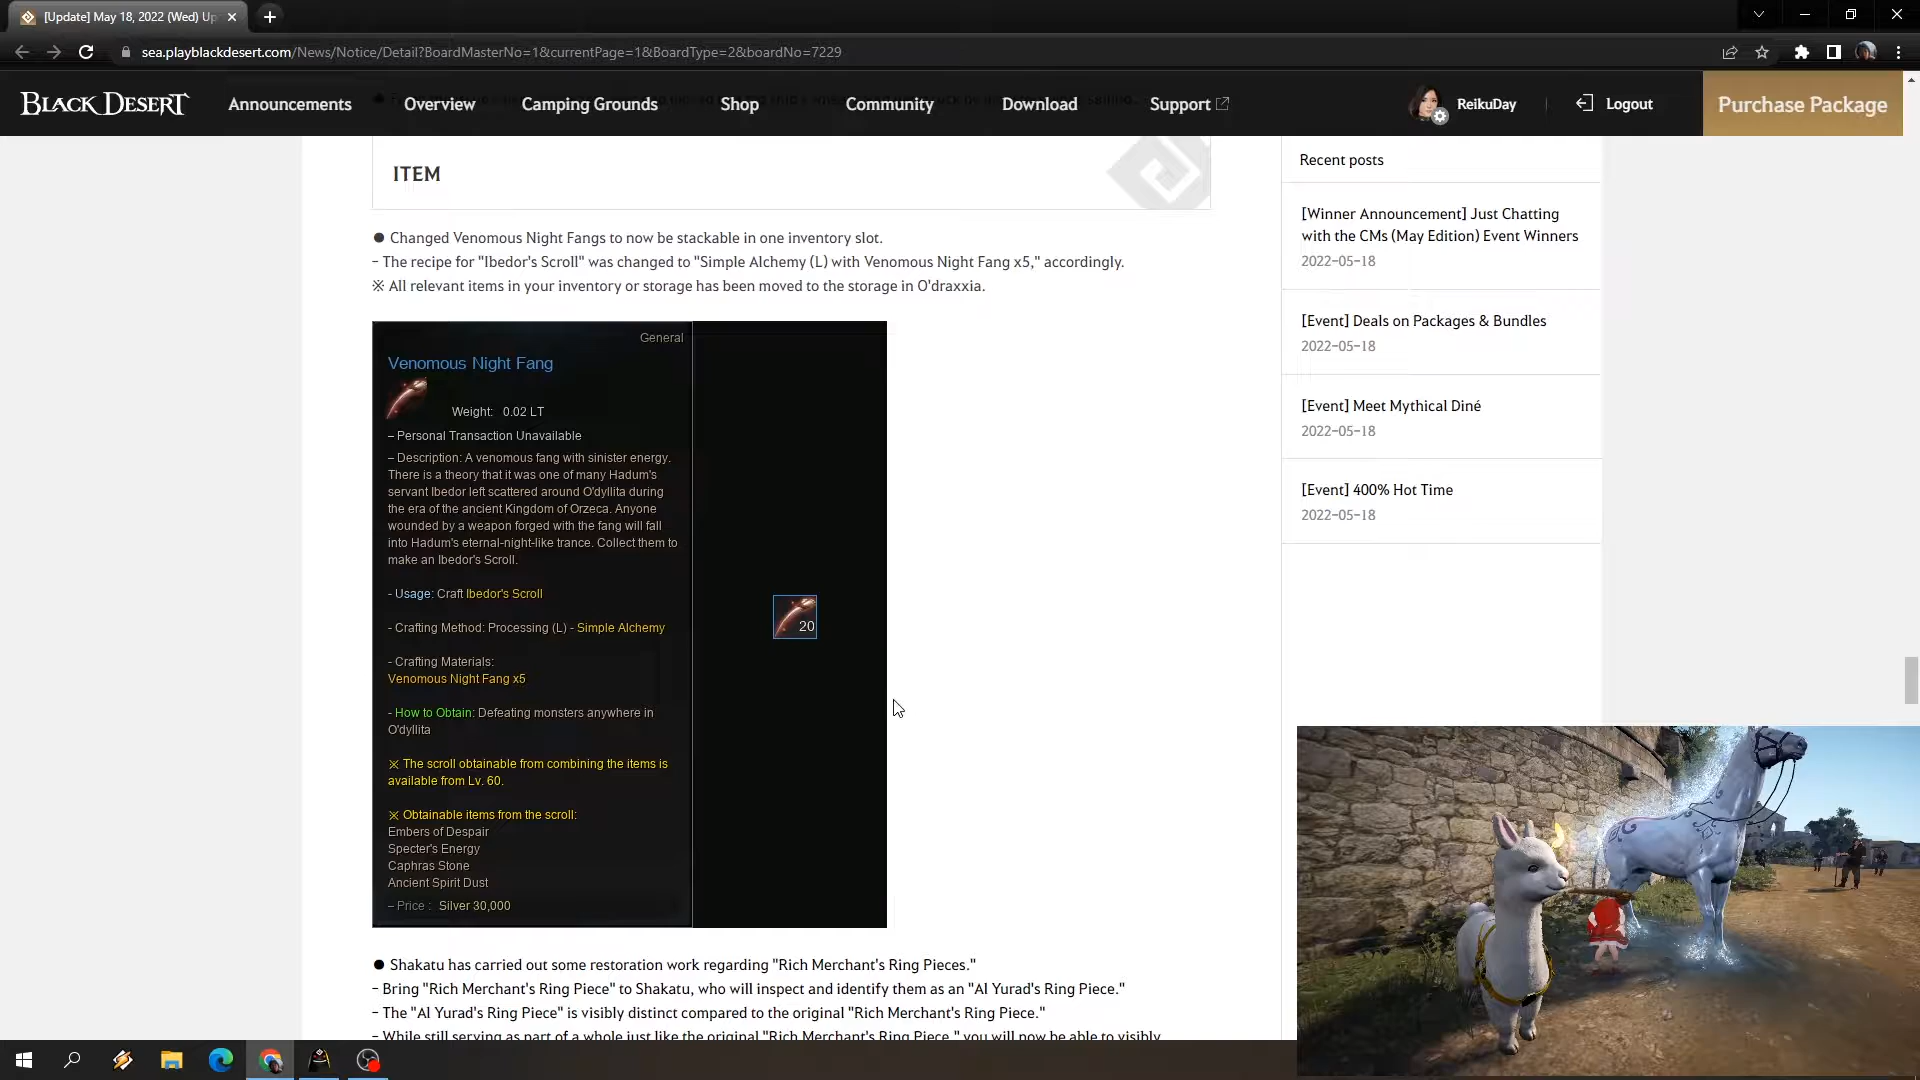 [Update] May 18, 2022 (Wed) Up
sea.playblackdesert.com/News/Notice/Detail?BoardMasterNo=1&currentPage=1&BoardType=2&boardNo=7229
BLACK DESERT
Announcements
Overview
Camping Grounds
Shop
Community
Download
Support
ReikuDay
Logout
Purchase Package
ITEM
● Changed Venomous Night Fangs to now be stackable in one inventory slot.
– The recipe for "Ibedor's Scroll" was changed to "Simple Alchemy (L) with Venomous Night Fang x5," accordingly.
※ All relevant items in your inventory or storage has been moved to the storage in O'draxxia.
General
Venomous Night Fang
Weight: 0.02 LT
– Personal Transaction Unavailable
– Description: A venomous fang with sinister energy.
There is a theory that it was one of many Hadum's
servant Ibedor left scattered around O'dyllita during
the era of the ancient Kingdom of Orzeca. Anyone
wounded by a weapon forged with the fang will fall
into Hadum's eternal-night-like trance. Collect them to
make an Ibedor's Scroll.
- Usage: Craft Ibedor's Scroll
- Crafting Method: Processing (L) - Simple Alchemy
- Crafting Materials:
Venomous Night Fang x5
- How to Obtain: Defeating monsters anywhere in
O'dyllita
※ The scroll obtainable from combining the items is
available from Lv. 60.
※ Obtainable items from the scroll:
Embers of Despair
Specter's Energy
Caphras Stone
Ancient Spirit Dust
– Price : Silver 30,000
20
● Shakatu has carried out some restoration work regarding "Rich Merchant's Ring Pieces."
– Bring "Rich Merchant's Ring Piece" to Shakatu, who will inspect and identify them as an "Al Yurad's Ring Piece."
– The "Al Yurad's Ring Piece" is visibly distinct compared to the original "Rich Merchant's Ring Piece."
– While still serving as part of a whole just like the original "Rich Merchant's Ring Piece," you will now be able to visibly
Recent posts
[Winner Announcement] Just Chatting
with the CMs (May Edition) Event Winners
2022-05-18
[Event] Deals on Packages & Bundles
2022-05-18
[Event] Meet Mythical Diné
2022-05-18
[Event] 400% Hot Time
2022-05-18